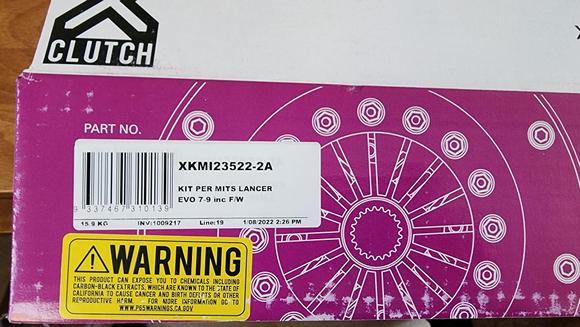 CLUTCH
PART NO.
XKMI23522-2A
KIT PER MITS LANCER
EVO 7-9 inc F/W
9 337467 310139
15.9 KG INV:1009217 Line:19 1/08/2022 2:26 PM
WARNING
THIS PRODUCT CAN EXPOSE YOU TO CHEMICALS INCLUDING
CARBON-BLACK EXTRACTS, WHICH ARE KNOWN TO THE STATE OF
CALIFORNIA TO CAUSE CANCER AND BIRTH DEFECTS OR OTHER
REPRODUCTIVE HARM. FOR MORE INFORMATION GO TO
WWW.P65WARNINGS.CA.GOV